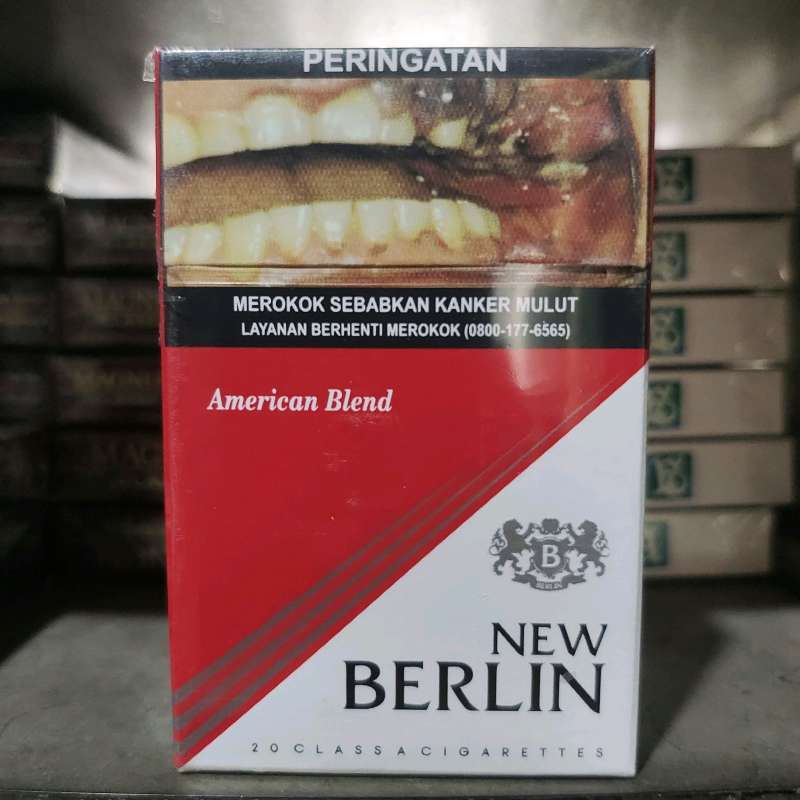 PERINGATAN
MEROKOK SEBABKAN KANKER MULUT
LAYANAN BERHENTI MEROKOK (0800-177-6565)
American Blend
B
NEW
BERLIN
20 CLASS A CIGARETTES